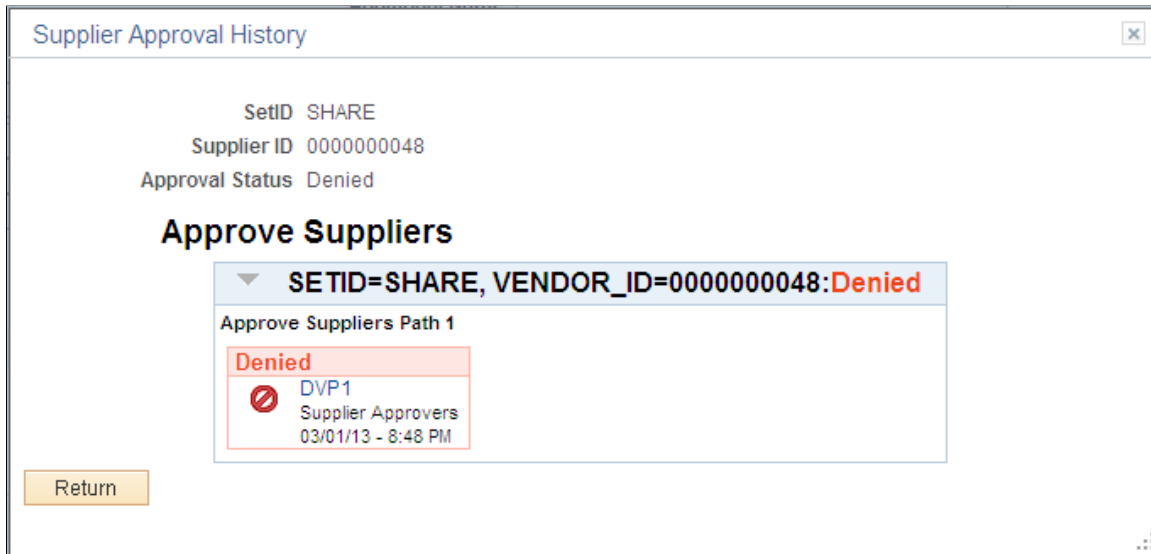 Supplier Approval History
SetID SHARE
Supplier ID 0000000048
Approval Status Denied
Approve Suppliers
SETID=SHARE, VENDOR_ID=0000000048:Denied
Approve Suppliers Path 1
Denied
DVP1
Supplier Approvers
03/01/13 - 8:48 PM
Return